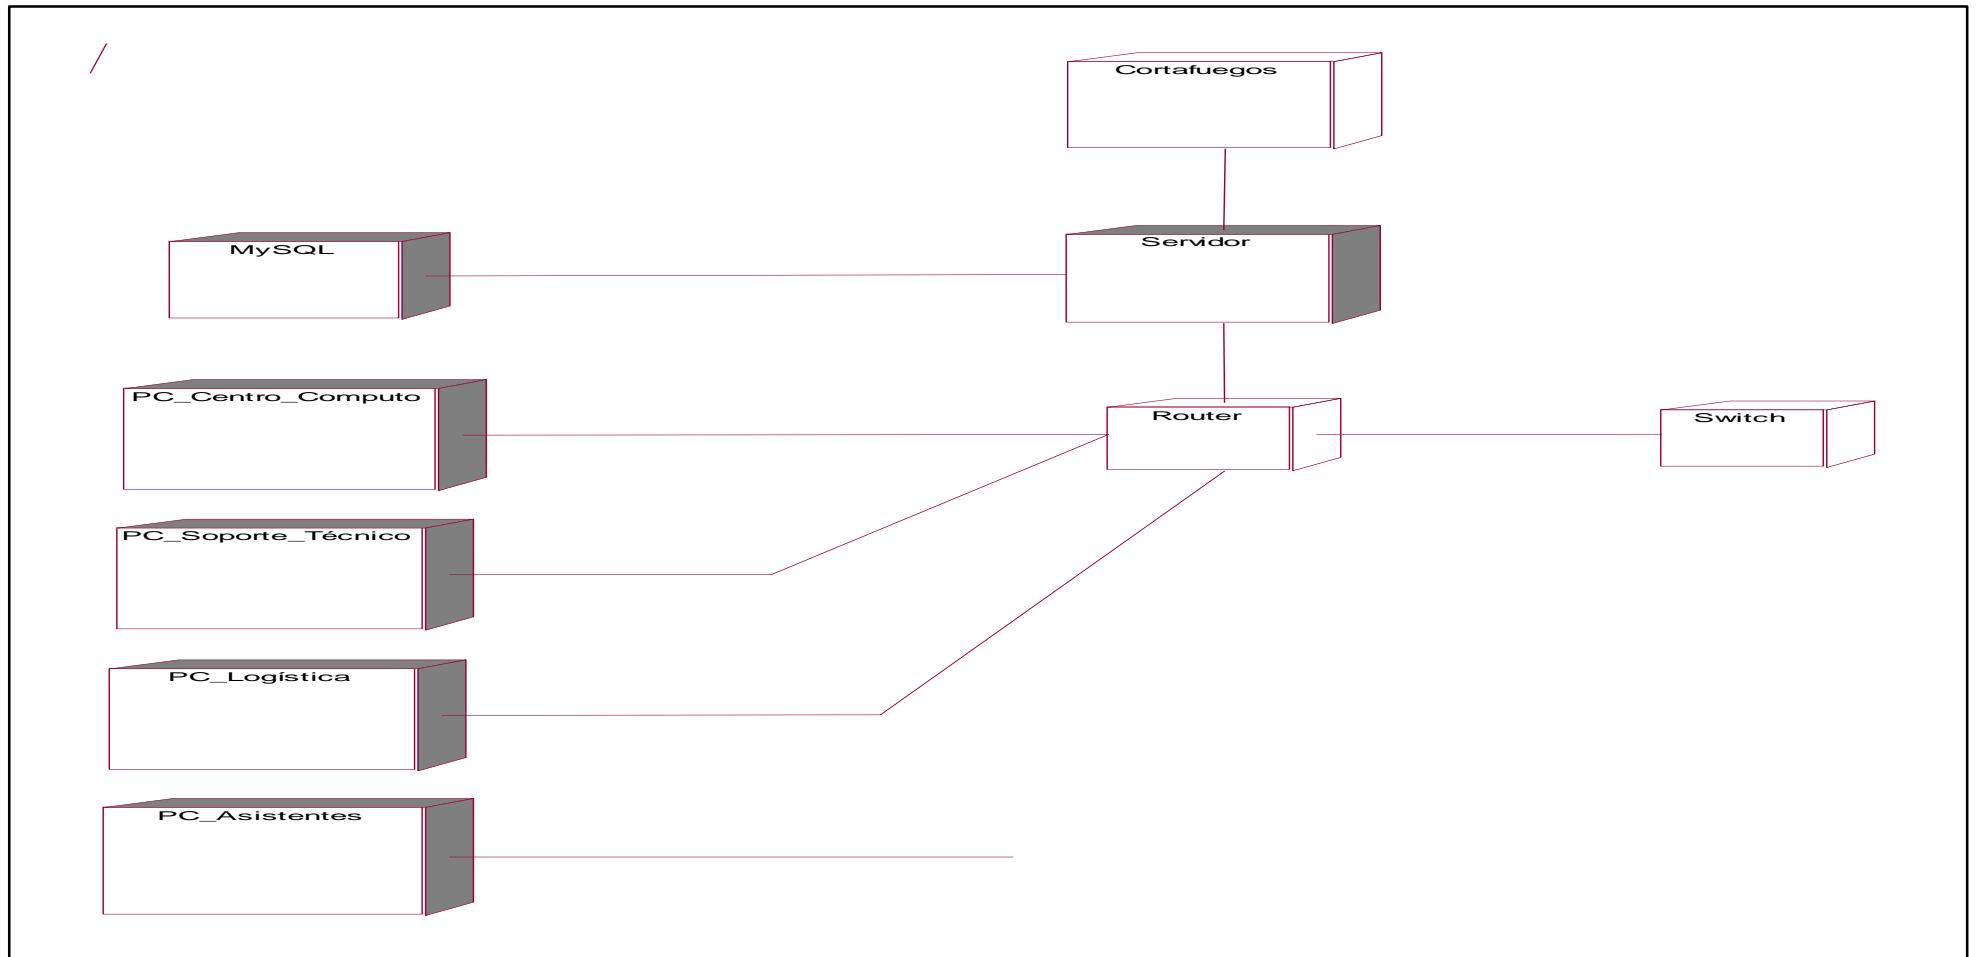 Cortafuegos
MySQL
Servidor
PC_Centro_Computo
Router
Switch
PC_Soporte_Técnico
PC_Logística
PC_Asistentes